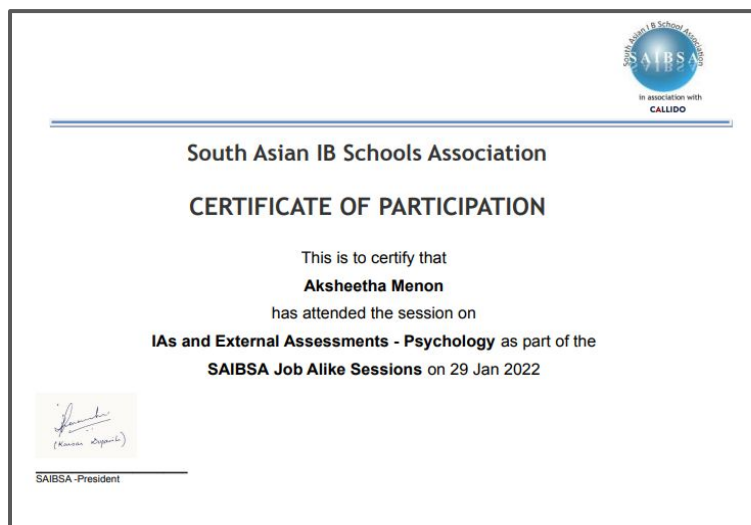 South Asian I B School Association
SAIBSA
in association with
CALLIDO
South Asian IB Schools Association
CERTIFICATE OF PARTICIPATION
This is to certify that
Aksheetha Menon
has attended the session on
IAs and External Assessments - Psychology as part of the
SAIBSA Job Alike Sessions on 29 Jan 2022
SAIBSA -President